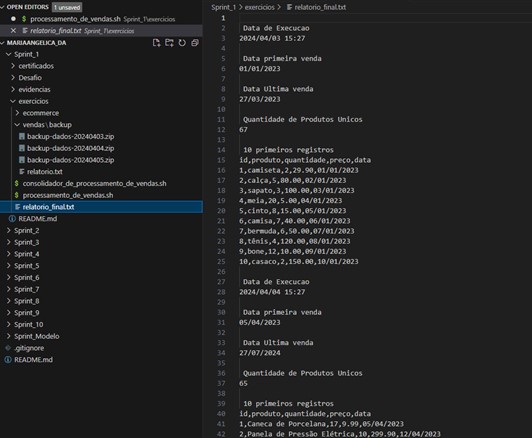 OPEN EDITORS 1 unsaved
$ processamento_de_vendas.sh Sprint_1\exercicios
relatorio_final.txt Sprint_1\exercicios
MARIAANGELICA_DA
Sprint_1
certificados
Desafio
evidencias
exercicios
ecommerce
vendas\backup
backup-dados-20240403.zip
backup-dados-20240404.zip
backup-dados-20240405.zip
relatorio.txt
$ consolidador_de_processamento_de_vendas.sh
$ processamento_de_vendas.sh
relatorio_final.txt
README.md
Sprint_2
Sprint_3
Sprint_4
Sprint_5
Sprint_6
Sprint_7
Sprint_8
Sprint_9
Sprint_10
Sprint_Modelo
.gitignore
README.md
Sprint_1 > exercicios > relatorio_final.txt
1
2 Data de Execucao
3 2024/04/03 15:27
4
5 Data primeira venda
6 01/01/2023
7
8 Data Ultima venda
9 27/03/2023
10
11 Quantidade de Produtos Unicos
12 67
13
14 10 primeiros registros
15 id,produto,quantidade,preço,data
16 1,camiseta,2,29.90,01/01/2023
17 2,calça,5,80.00,02/01/2023
18 3,sapato,3,100.00,03/01/2023
19 4,meia,20,5.00,04/01/2023
20 5,cinto,8,15.00,05/01/2023
21 6,camisa,7,40.00,06/01/2023
22 7,bermuda,6,50.00,07/01/2023
23 8,tênis,4,120.00,08/01/2023
24 9,bone,12,10.00,09/01/2023
25 10,casaco,2,150.00,10/01/2023
26
27 Data de Execucao
28 2024/04/04 15:27
29
30 Data primeira venda
31 05/04/2023
32
33 Data Ultima venda
34 27/07/2024
35
36 Quantidade de Produtos Unicos
37 65
38
39 10 primeiros registros
40 id,produto,quantidade,preço,data
41 1,Caneca de Porcelana,17,9.99,05/04/2023
42 2,Panela de Pressão Elétrica,10,299.90,12/04/2023